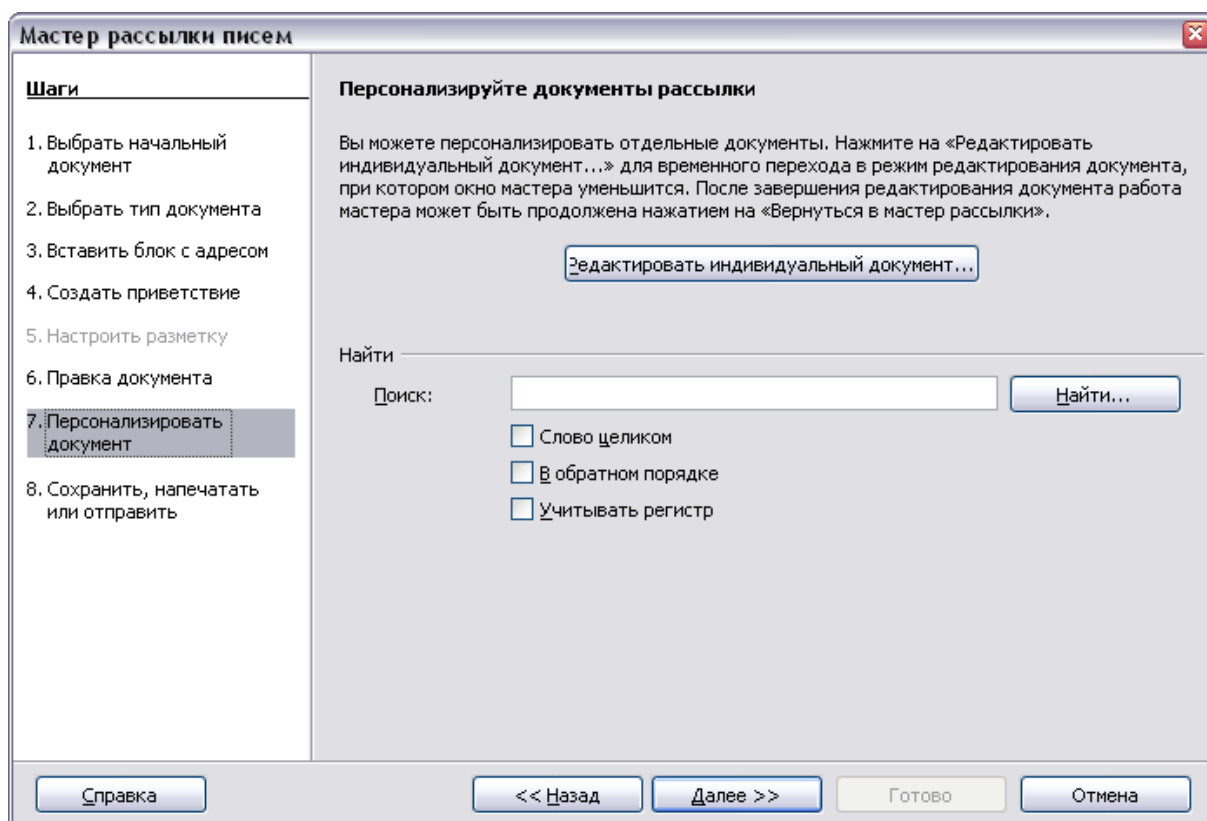 Мастер рассылки писем
Шаги
1. Выбрать начальный
документ
2. Выбрать тип документа
3. Вставить блок с адресом
4. Создать приветствие
5. Настроить разметку
6. Правка документа
7. Персонализировать
документ
8. Сохранить, напечатать
или отправить
Персонализируйте документы рассылки
Вы можете персонализировать отдельные документы. Нажмите на «Редактировать
индивидуальный документ...» для временного перехода в режим редактирования документа,
при котором окно мастера уменьшится. После завершения редактирования документа работа
мастера может быть продолжена нажатием на «Вернуться в мастер рассылки».
Редактировать индивидуальный документ...
Найти
Поиск:
Найти...
Слово целиком
В обратном порядке
Учитывать регистр
Справка
<< Назад
Далее >>
Готово
Отмена